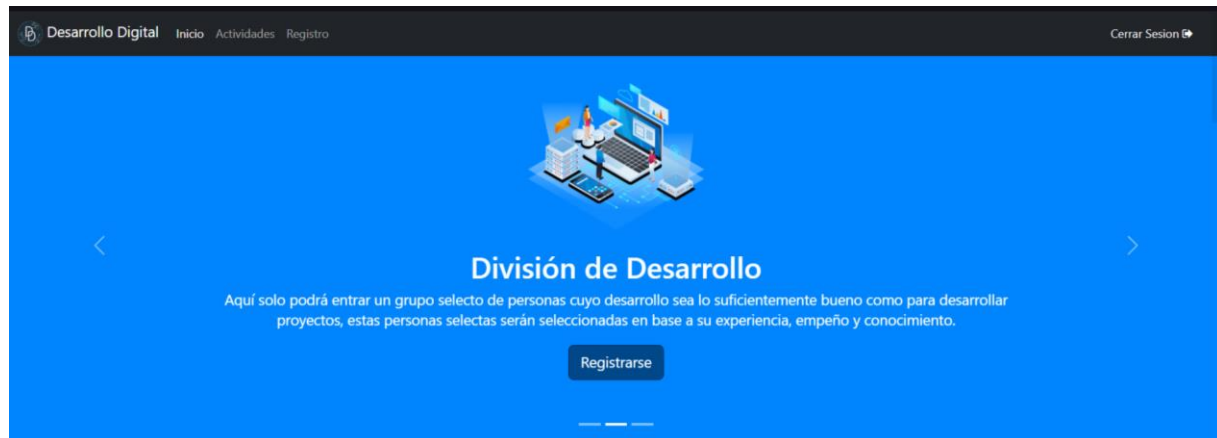 Desarrollo Digital Inicio Actividades Registro Cerrar Sesion
División de Desarrollo
Aquí solo podrá entrar un grupo selecto de personas cuyo desarrollo sea lo suficientemente bueno como para desarrollar
proyectos, estas personas selectas serán seleccionadas en base a su experiencia, empeño y conocimiento.
Registrarse